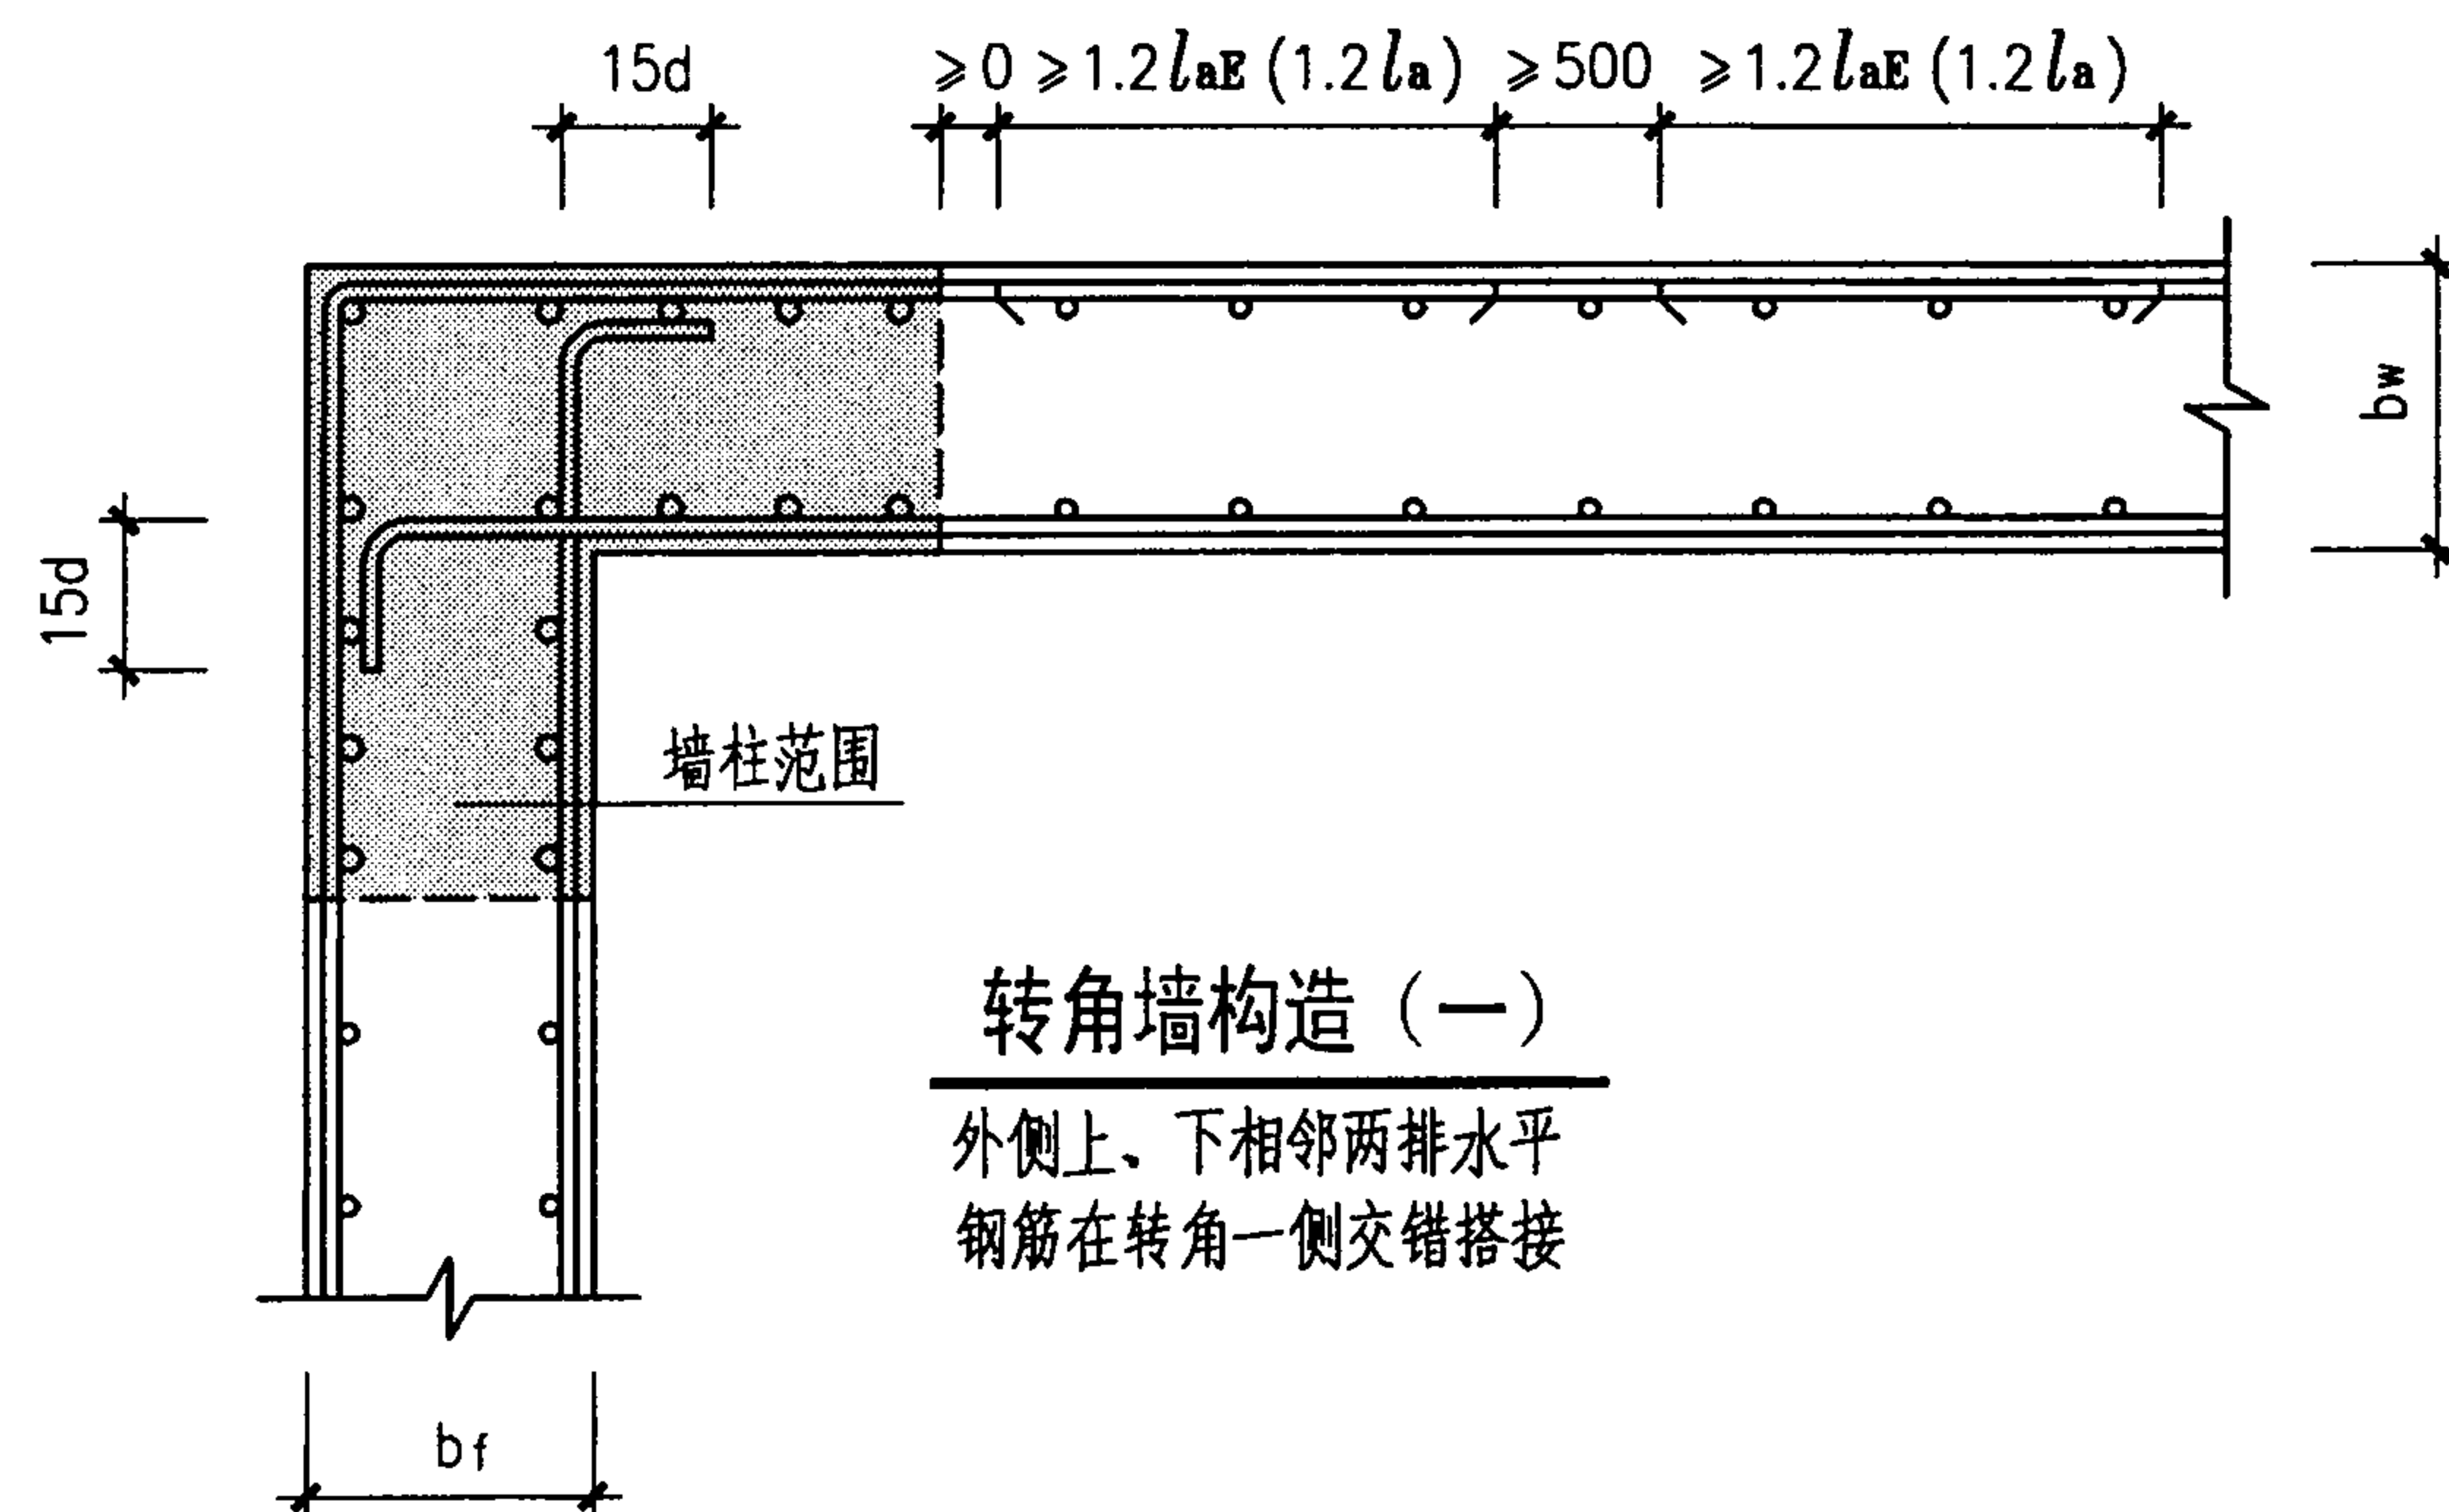 15d
≥0 ≥1.2laE(1.2la) ≥500 ≥1.2laE(1.2la)
bw
15d
墙柱范围
转角墙构造(一)
外侧上、下相邻两排水平
钢筋在转角一侧交错搭接
bf